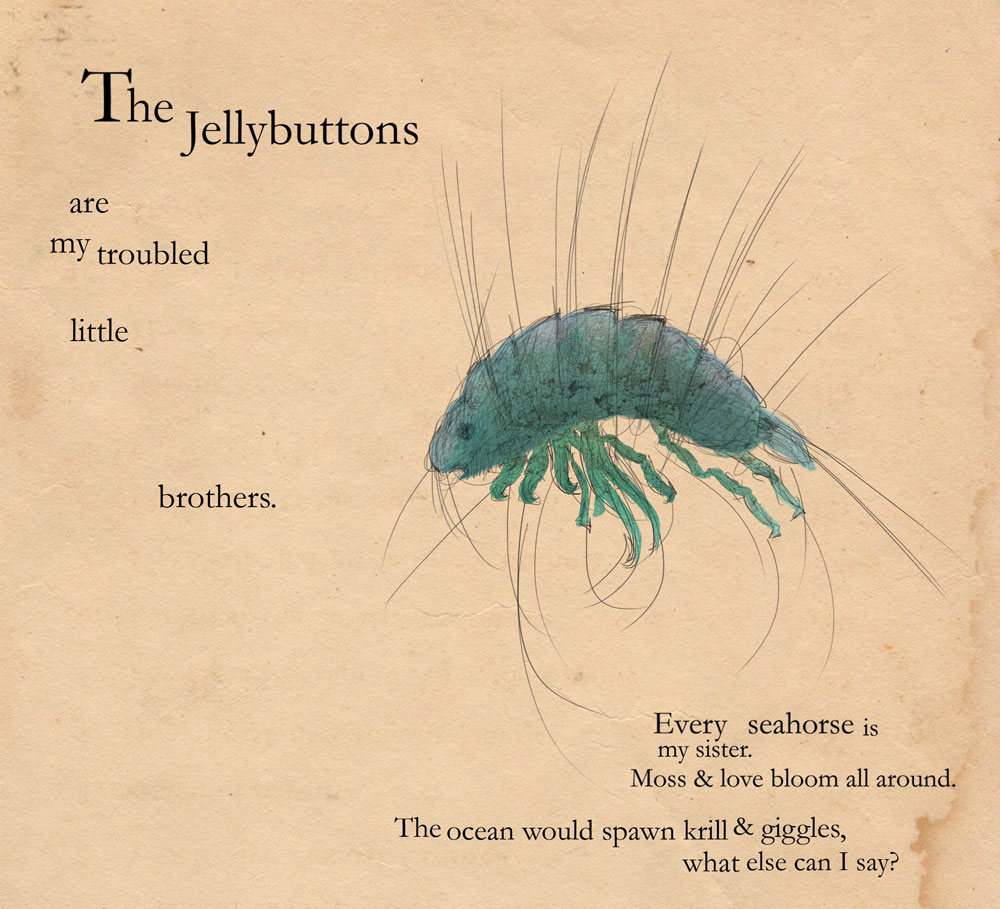 The Jellybuttons
are
my troubled
little
brothers.
Every seahorse is
my sister.
Moss & love bloom all around.
The ocean would spawn krill & giggles,
what else can I say?